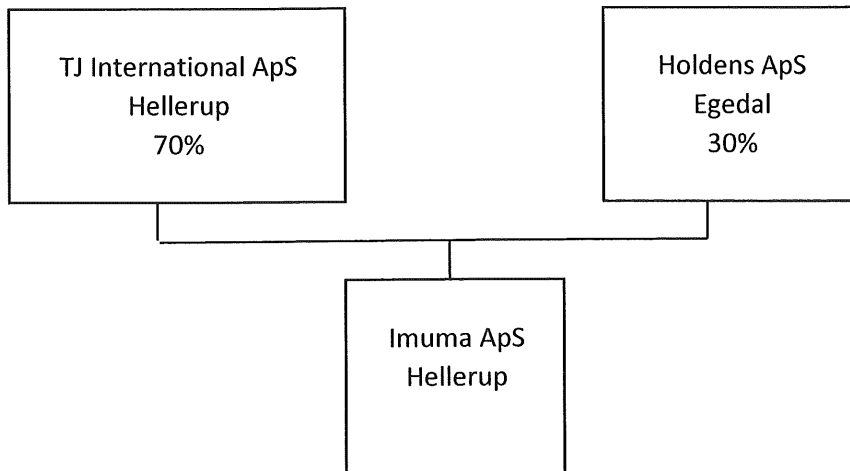 TJ International ApS
Hellerup
70%
Holdens ApS
Egedal
30%
Imuma ApS
Hellerup